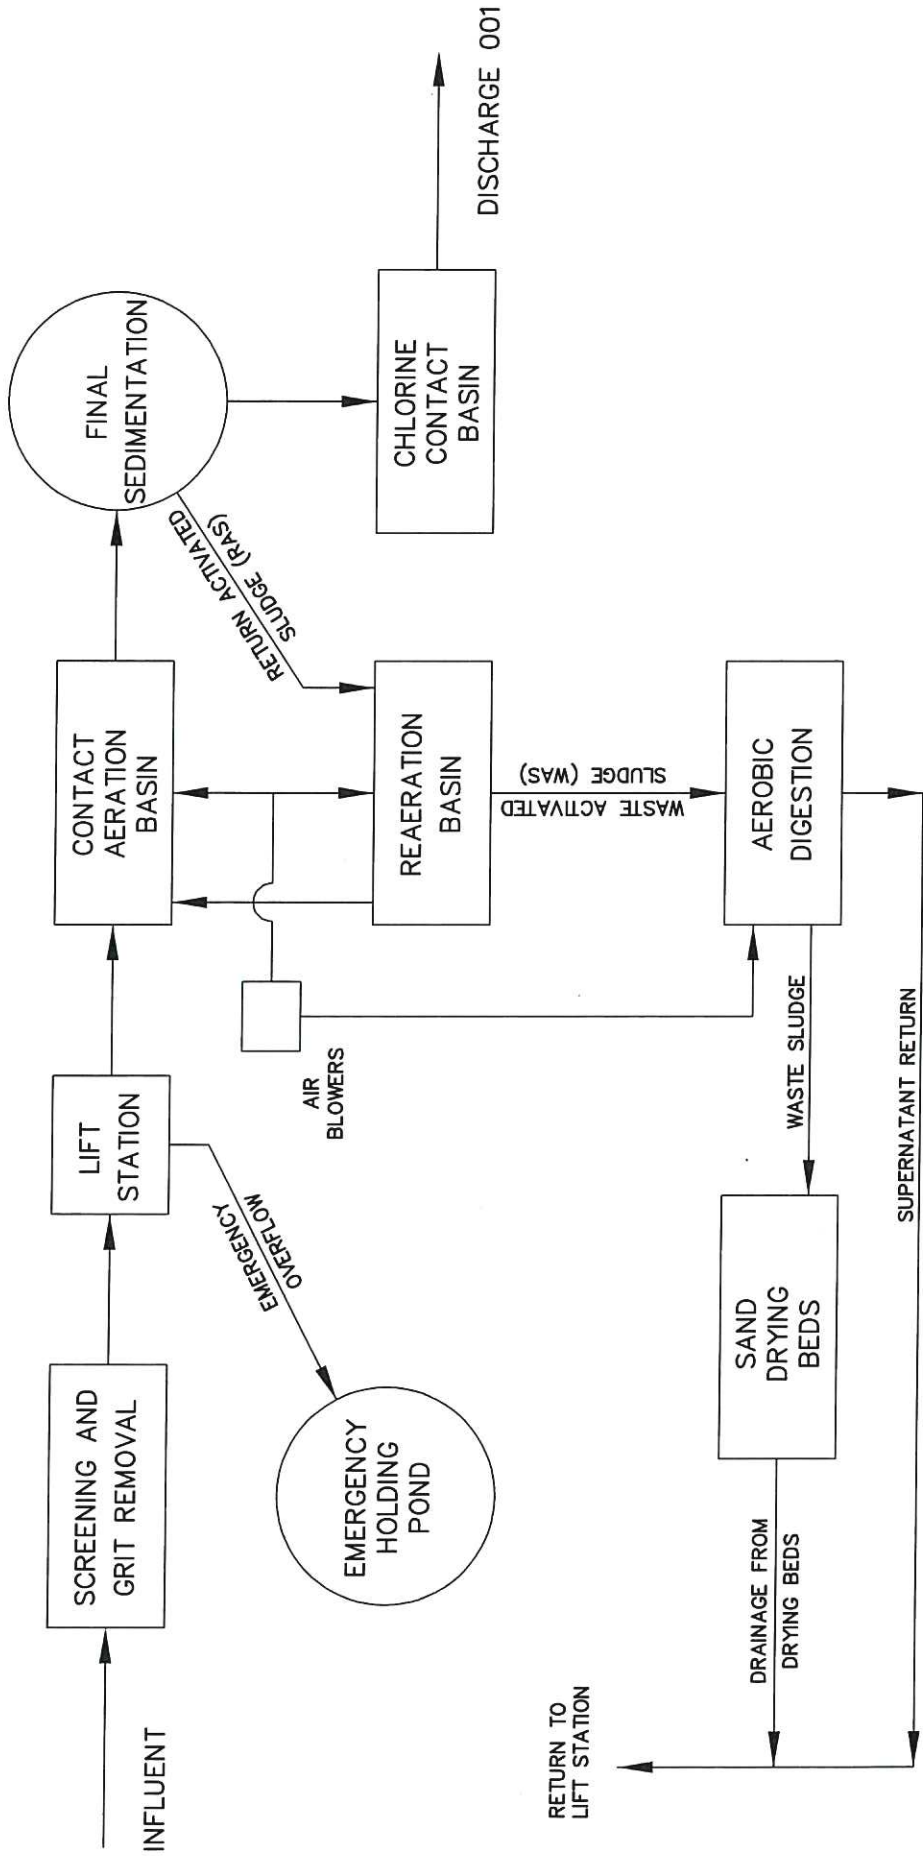 INFLUENT
SCREENING AND
GRIT REMOVAL
LIFT
STATION
EMERGENCY
OVERFLOW
EMERGENCY
HOLDING
POND
CONTACT
AERATION
BASIN
AIR
BLOWERS
REAERATION
BASIN
RETURN ACTIVATED
SLUDGE (RAS)
FINAL
SEDIMENTATION
CHLORINE
CONTACT
BASIN
DISCHARGE 001
WASTE ACTIVATED
SLUDGE (WAS)
AEROBIC
DIGESTION
WASTE SLUDGE
SAND
DRYING
BEDS
DRAINAGE FROM
DRYING BEDS
SUPERNATANT RETURN
RETURN TO
LIFT STATION